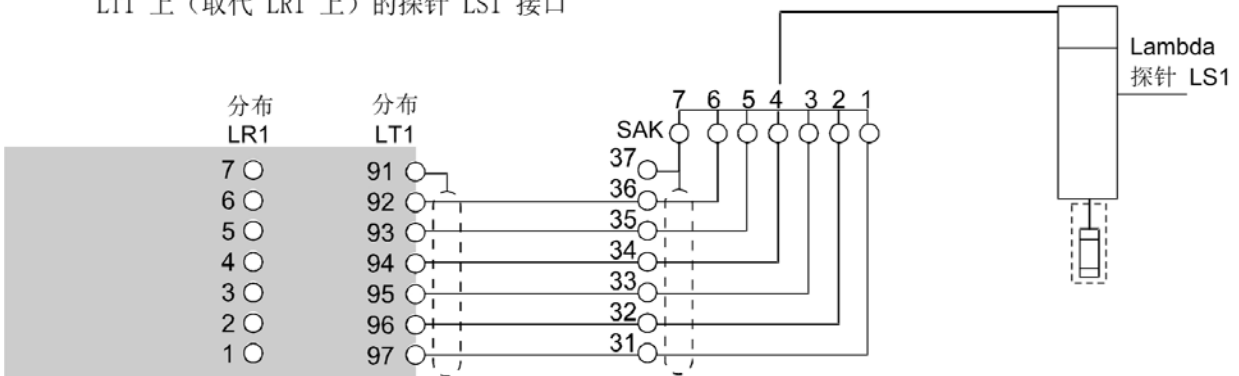 LT1 上（取代 LR1 上）的探针 LS1 接口
Lambda
探针 LS1
分布
LR1
分布
LT1
7 6 5 4 3 2 1
SAK
7 91 37
6 92 36
5 93 35
4 94 34
3 95 33
2 96 32
1 97 31